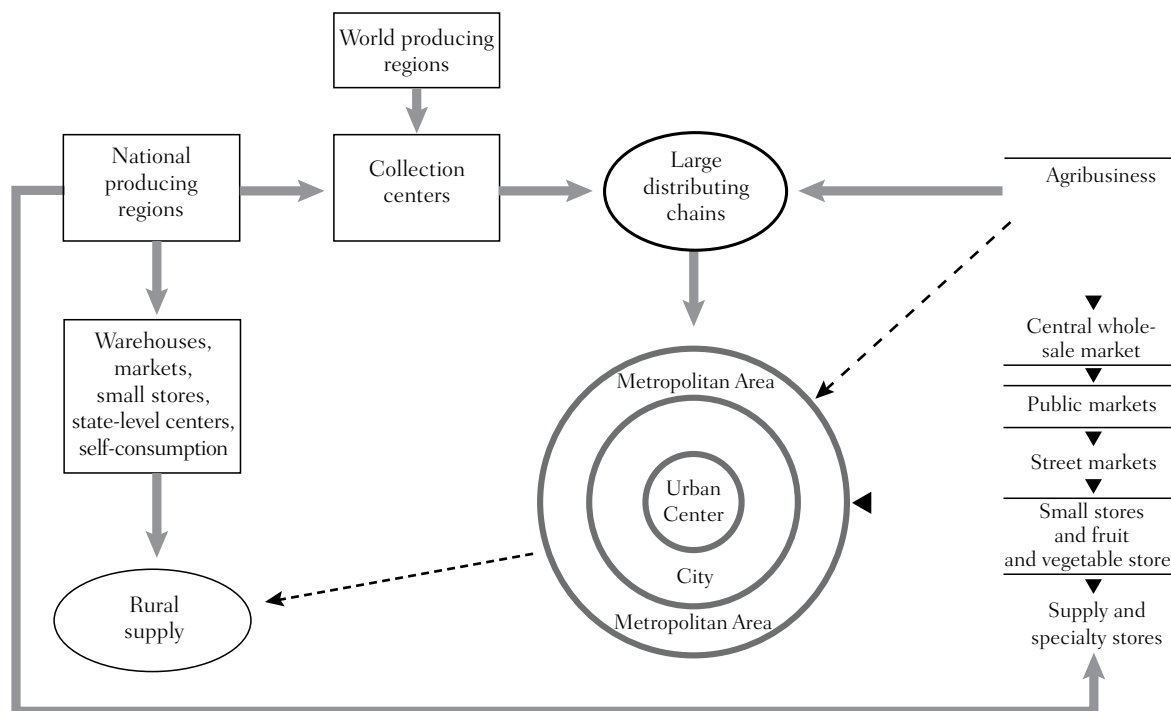 World producing
regions
National
producing
regions
Collection
centers
Large
distributing
chains
Agribusiness
Warehouses,
markets,
small stores,
state-level centers,
self-consumption
Metropolitan Area
Urban
Center
City
Metropolitan Area
Rural
supply
Central whole-
sale market
Public markets
Street markets
Small stores
and fruit
and vegetable store
Supply and
specialty stores